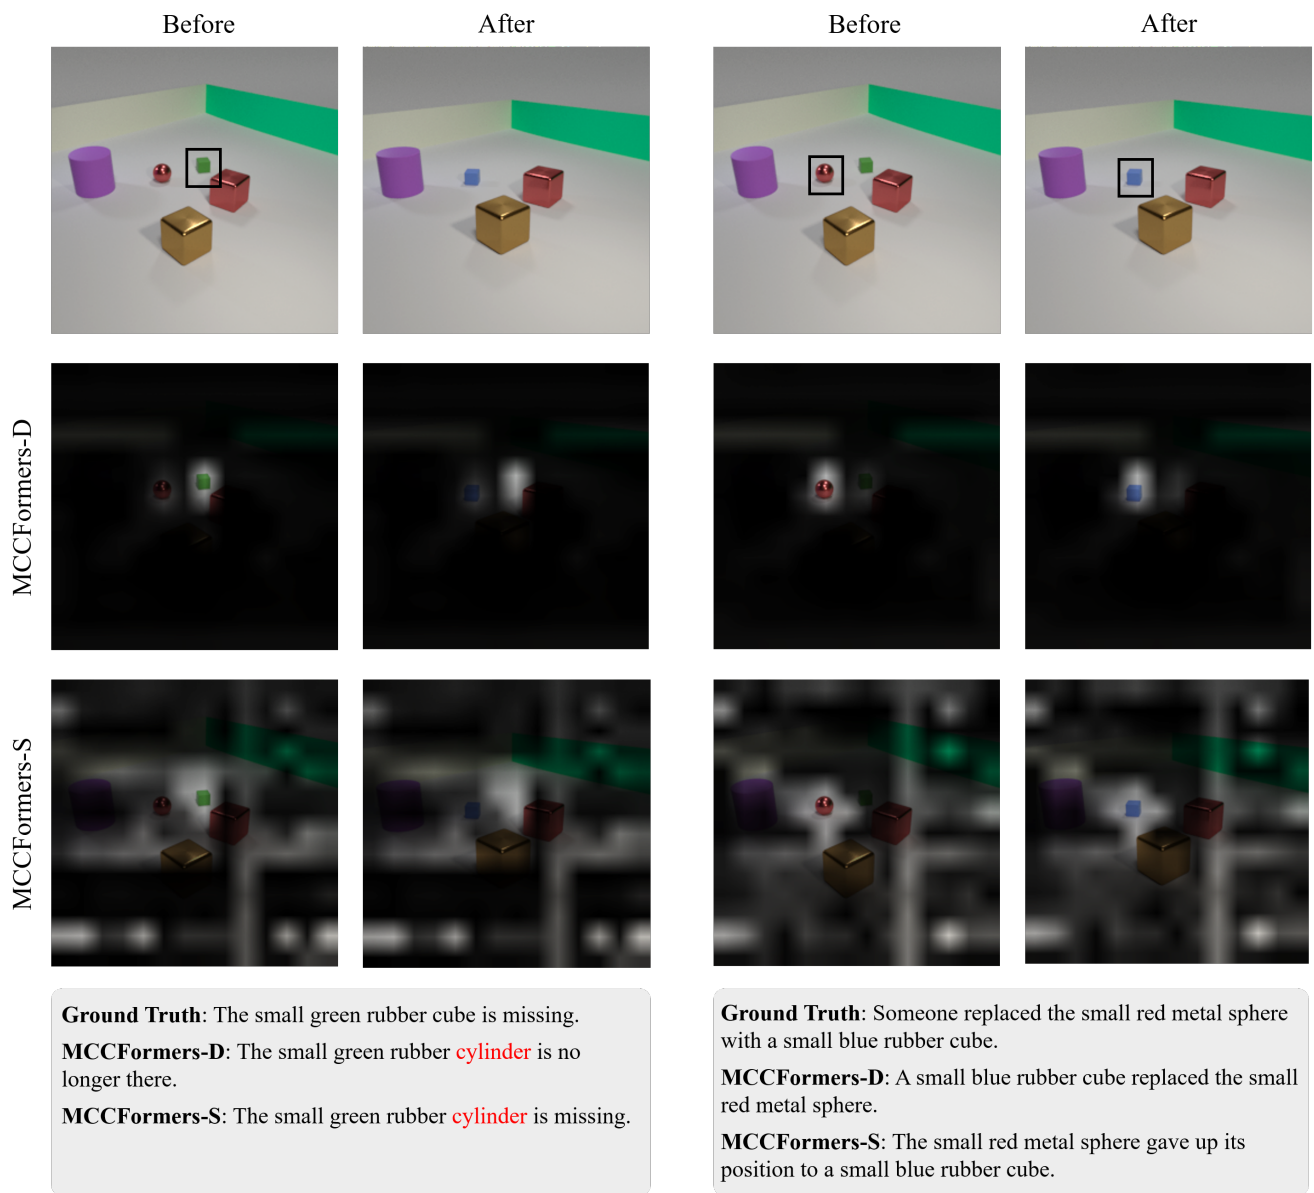 Before
After
Before
After
MCCFormers-D
MCCFormers-S
Ground Truth: The small green rubber cube is missing.
MCCFormers-D: The small green rubber cylinder is no
longer there.
MCCFormers-S: The small green rubber cylinder is missing.
Ground Truth: Someone replaced the small red metal sphere
with a small blue rubber cube.
MCCFormers-D: A small blue rubber cube replaced the small
red metal sphere.
MCCFormers-S: The small red metal sphere gave up its
position to a small blue rubber cube.